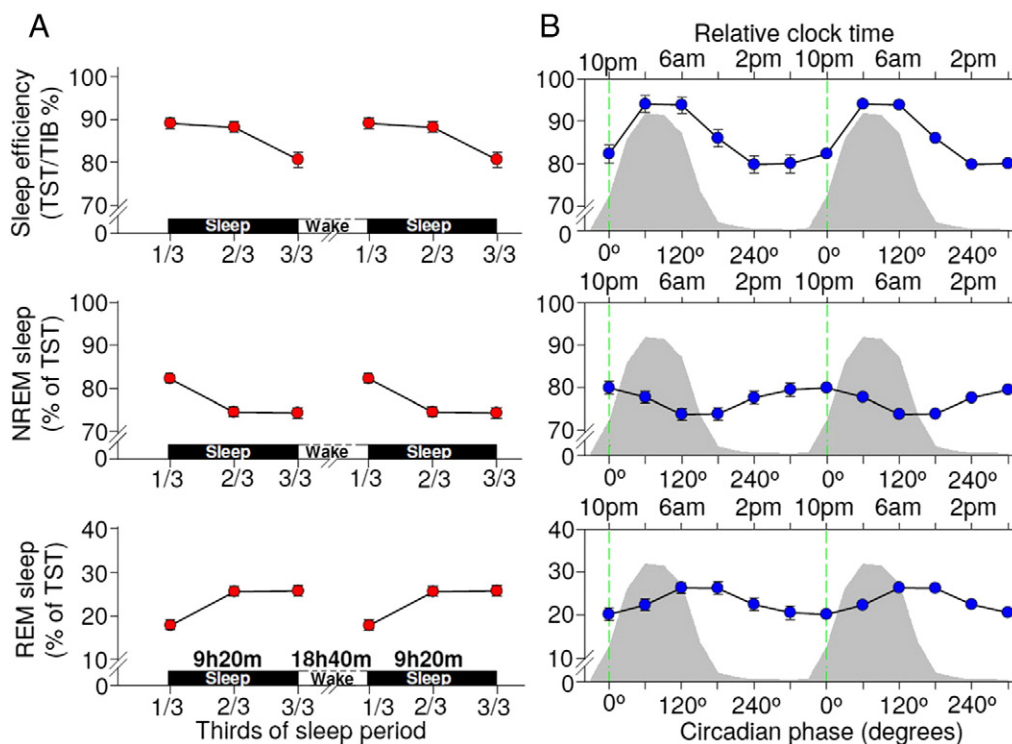 A
B
Relative clock time
10pm 6am 2pm 10pm 6am 2pm
Sleep efficiency
(TST/TIB %)
100
90
80
70
0
Sleep Wake Sleep
1/3 2/3 3/3 1/3 2/3 3/3
100
90
80
70
0
0º 120º 240º 0º 120º 240º
10pm 6am 2pm 10pm 6am 2pm
NREM sleep
(% of TST)
100
90
80
70
0
Sleep Wake Sleep
1/3 2/3 3/3 1/3 2/3 3/3
100
90
80
70
0
0º 120º 240º 0º 120º 240º
10pm 6am 2pm 10pm 6am 2pm
REM sleep
(% of TST)
40
30
20
10
0
9h20m 18h40m 9h20m
Sleep Wake Sleep
1/3 2/3 3/3 1/3 2/3 3/3
Thirds of sleep period
40
30
20
10
0
0º 120º 240º 0º 120º 240º
Circadian phase (degrees)